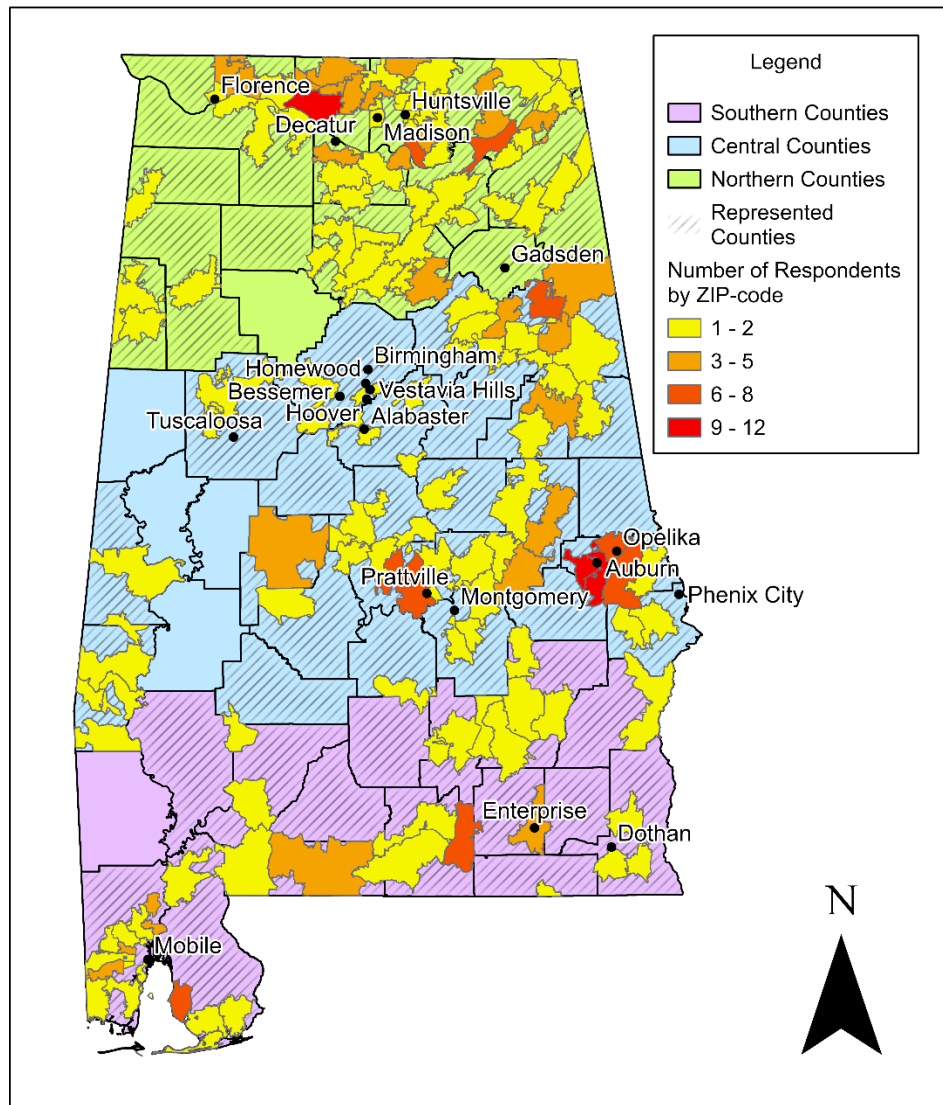 Legend
Southern Counties
Central Counties
Northern Counties
Represented
Counties
Number of Respondents
by ZIP-code
1 - 2
3 - 5
6 - 8
9 - 12
Florence
Huntsville
Decatur
Madison
Gadsden
Birmingham
Homewood
Bessemer
Vestavia Hills
Hoover
Alabaster
Tuscaloosa
Opelika
Auburn
Prattville
Montgomery
Phenix City
Enterprise
Dothan
Mobile
N